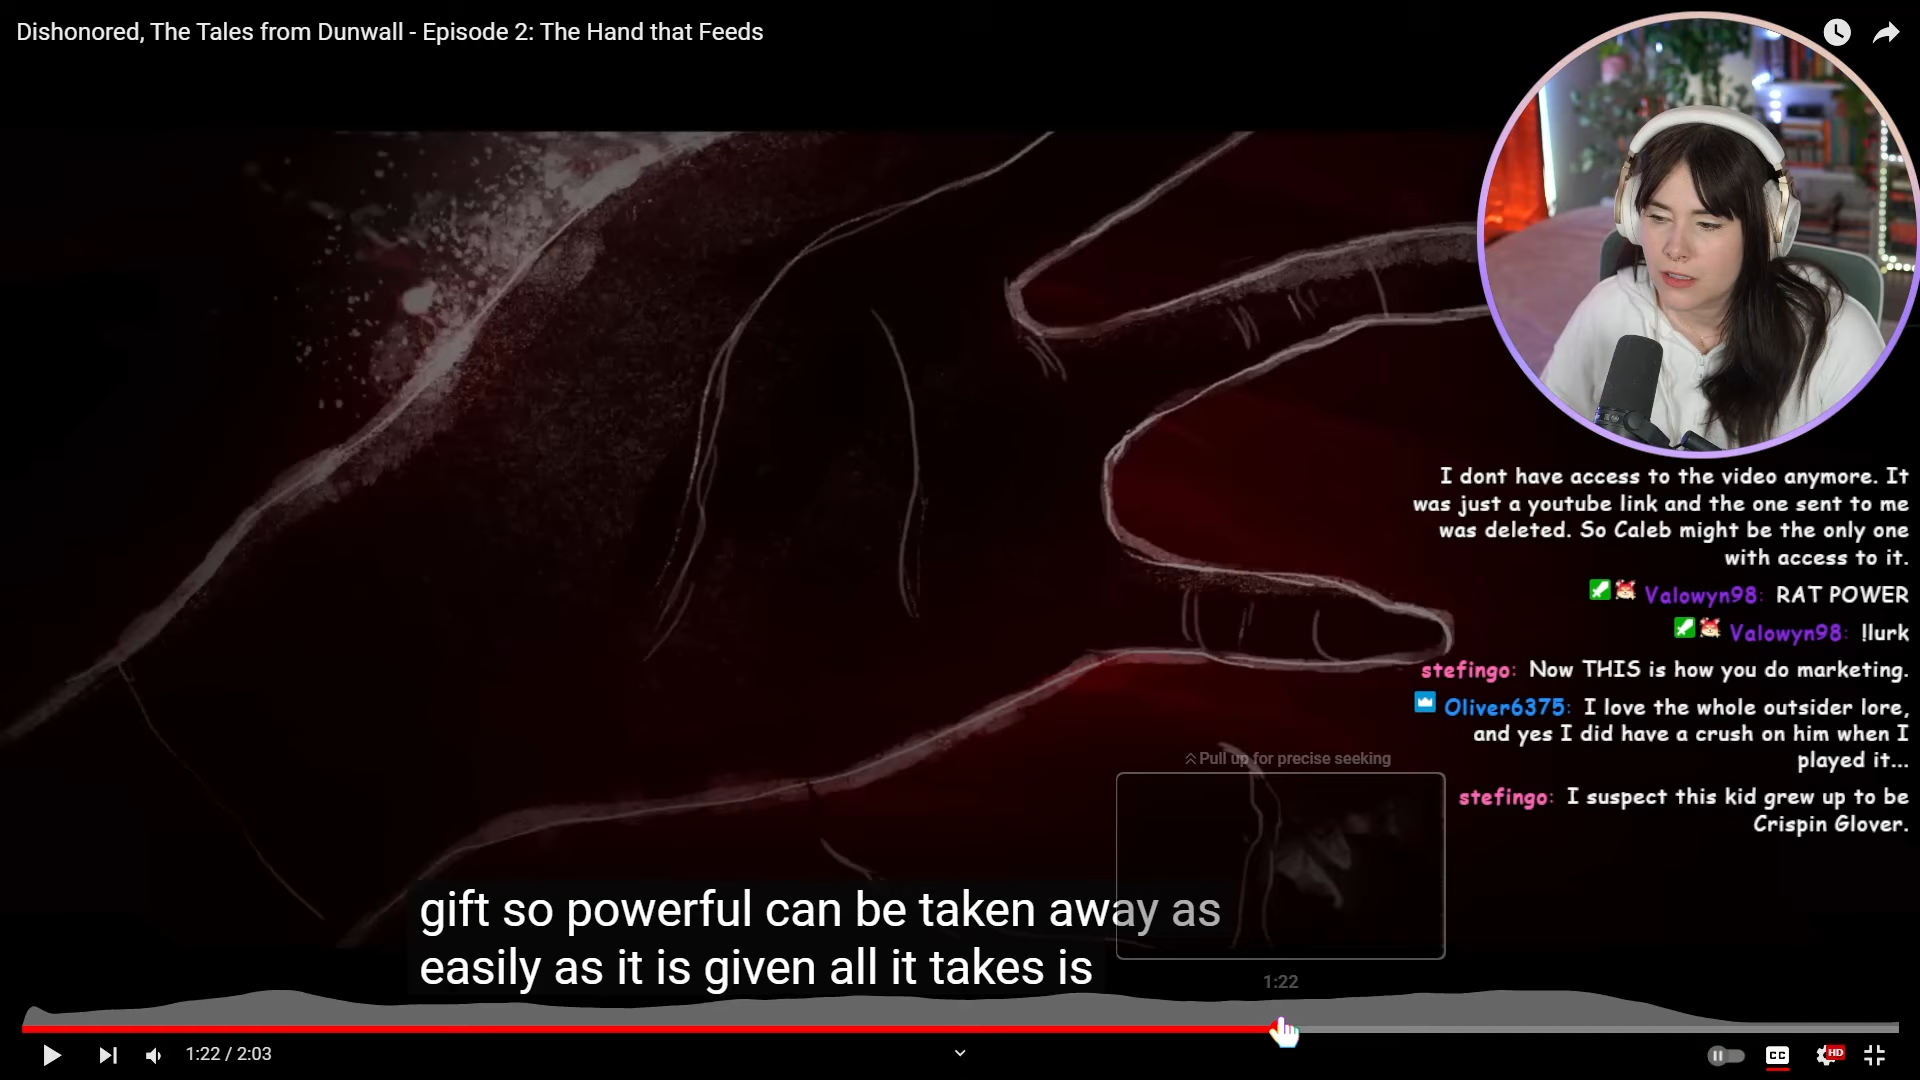 Dishonored, The Tales from Dunwall - Episode 2: The Hand that Feeds
I dont have access to the video anymore. It
was just a youtube link and the one sent to me
was deleted. So Caleb might be the only one
with access to it.
Valowyn98: RAT POWER
Valowyn98: !lurk
stefingo: Now THIS is how you do marketing.
Oliver6375: I love the whole outsider lore,
and yes I did have a crush on him when I
played it...
stefingo: I suspect this kid grew up to be
Crispin Glover.
Pull up for precise seeking
gift so powerful can be taken away as
easily as it is given all it takes is
1:22
1:22 / 2:03
CC
HD